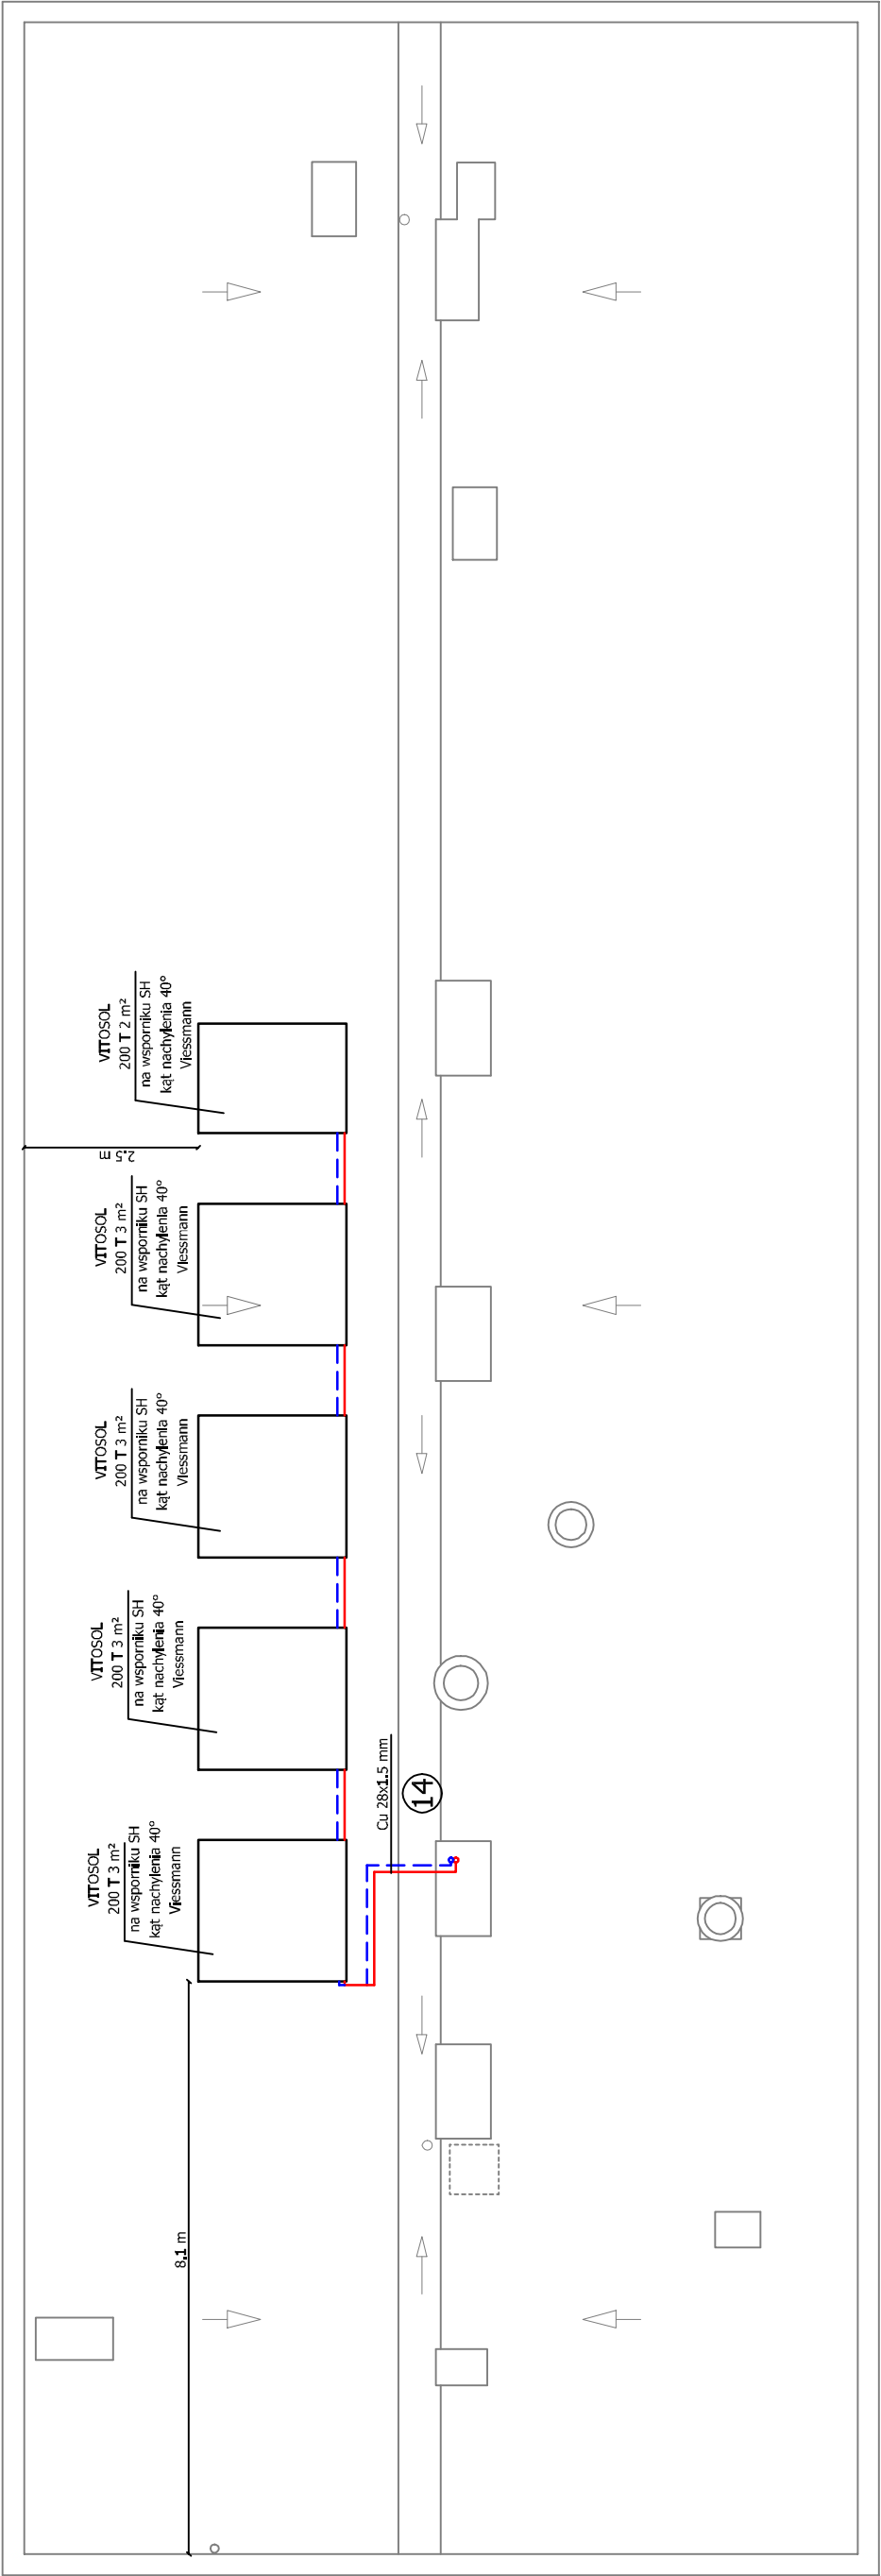 VITOSOL
200 T 3 m²
na wsporniku SH
kąt nachylenia 40°
Viessmann
VITOSOL
200 T 3 m²
na wsporniku SH
kąt nachylenia 40°
Viessmann
VITOSOL
200 T 3 m²
na wsporniku SH
kąt nachylenia 40°
Viessmann
VITOSOL
200 T 3 m²
na wsporniku SH
kąt nachylenia 40°
Viessmann
VITOSOL
200 T 2 m²
na wsporniku SH
kąt nachylenia 40°
Viessmann
2.5 m
8.1 m
Cu 28x1.5 mm
14